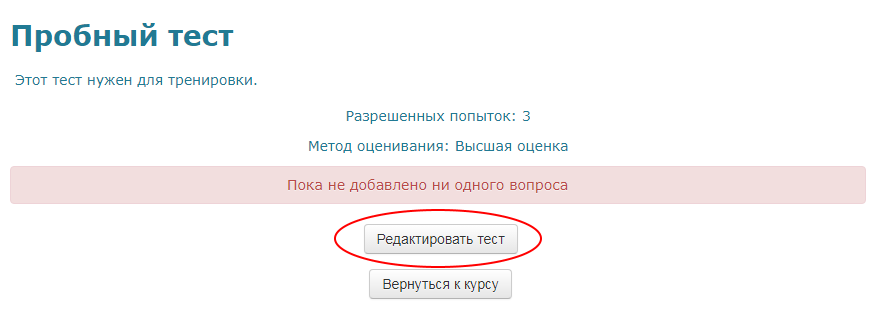 Пробный тест
Этот тест нужен для тренировки.
Разрешенных попыток: 3
Метод оценивания: Высшая оценка
Пока не добавлено ни одного вопроса
Редактировать тест
Вернуться к курсу